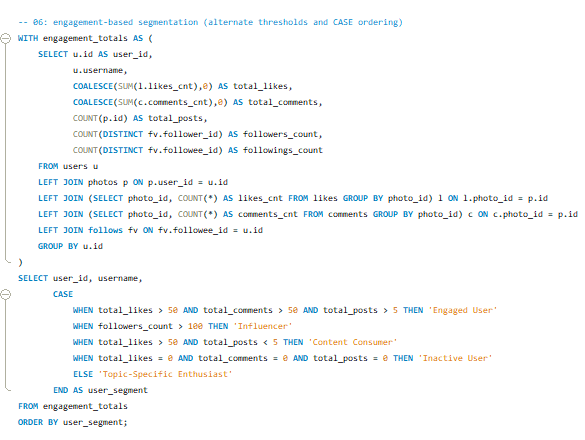 -- 06: engagement-based segmentation (alternate thresholds and CASE ordering)
WITH engagement_totals AS (
SELECT u.id AS user_id,
u.username,
COALESCE(SUM(l.likes_cnt),0) AS total_likes,
COALESCE(SUM(c.comments_cnt),0) AS total_comments,
COUNT(p.id) AS total_posts,
COUNT(DISTINCT fv.follower_id) AS followers_count,
COUNT(DISTINCT fv.followee_id) AS followings_count
FROM users u
LEFT JOIN photos p ON p.user_id = u.id
LEFT JOIN (SELECT photo_id, COUNT(*) AS likes_cnt FROM likes GROUP BY photo_id) l ON l.photo_id = p.id
LEFT JOIN (SELECT photo_id, COUNT(*) AS comments_cnt FROM comments GROUP BY photo_id) c ON c.photo_id = p.id
LEFT JOIN follows fv ON fv.followee_id = u.id
GROUP BY u.id
)
SELECT user_id, username,
CASE
WHEN total_likes > 50 AND total_comments > 50 AND total_posts > 5 THEN 'Engaged User'
WHEN followers_count > 100 THEN 'Influencer'
WHEN total_likes > 50 AND total_posts < 5 THEN 'Content Consumer'
WHEN total_likes = 0 AND total_comments = 0 AND total_posts = 0 THEN 'Inactive User'
ELSE 'Topic-Specific Enthusiast'
END AS user_segment
FROM engagement_totals
ORDER BY user_segment;